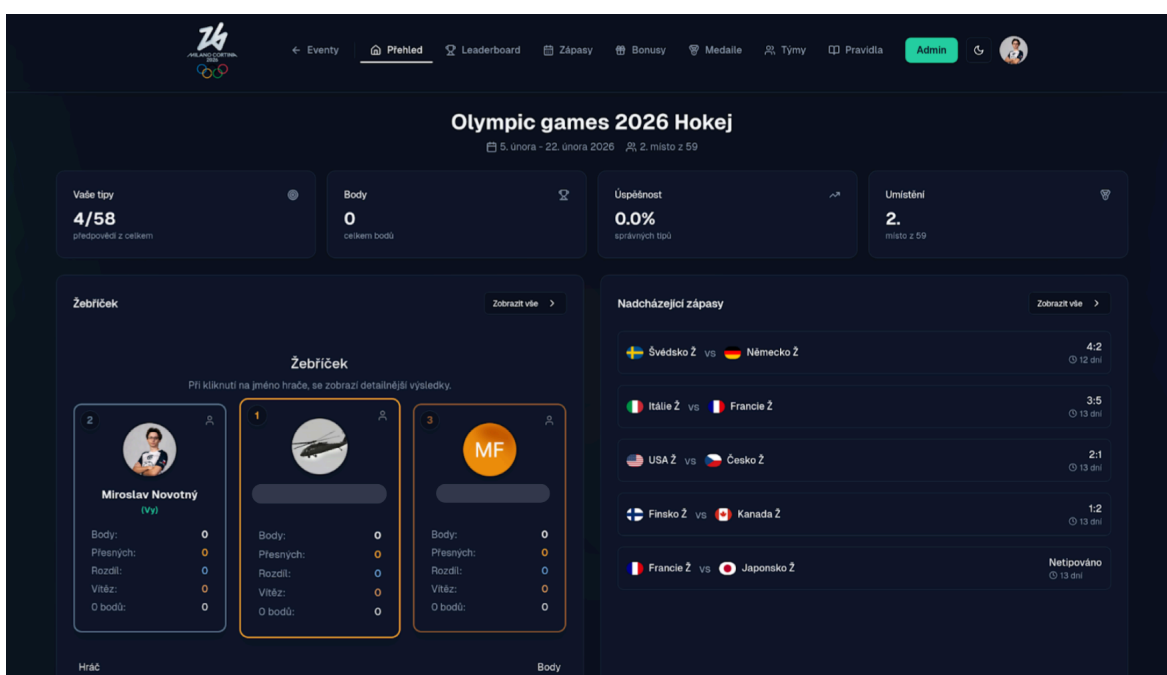 MILANO CORTINA
2026
← Eventy
Přehled
Leaderboard
Zápasy
Bonusy
Medaile
Týmy
Pravidla
Admin
Olympic games 2026 Hokej
5. února - 22. února 2026 2. místo z 59
Vaše tipy
4/58
předpovědí z celkem
Body
0
celkem bodů
Úspěšnost
0.0%
správných tipů
Umístění
2.
místo z 59
Žebříček
Zobrazit vše
Žebříček
Při kliknutí na jméno hrače, se zobrazí detailnější výsledky.
2
Miroslav Novotný
(Vy)
Body: 0
Přesných: 0
Rozdíl: 0
Vítěz: 0
0 bodů: 0
1
Body: 0
Přesných: 0
Rozdíl: 0
Vítěz: 0
0 bodů: 0
3
MF
Body: 0
Přesných: 0
Rozdíl: 0
Vítěz: 0
0 bodů: 0
Hráč Body
Nadcházející zápasy
Zobrazit vše
Švédsko Ž vs Německo Ž 4:2
12 dní
Itálie Ž vs Francie Ž 3:5
13 dní
USA Ž vs Česko Ž 2:1
13 dní
Finsko Ž vs Kanada Ž 1:2
13 dní
Francie Ž vs Japonsko Ž Netipováno
13 dní